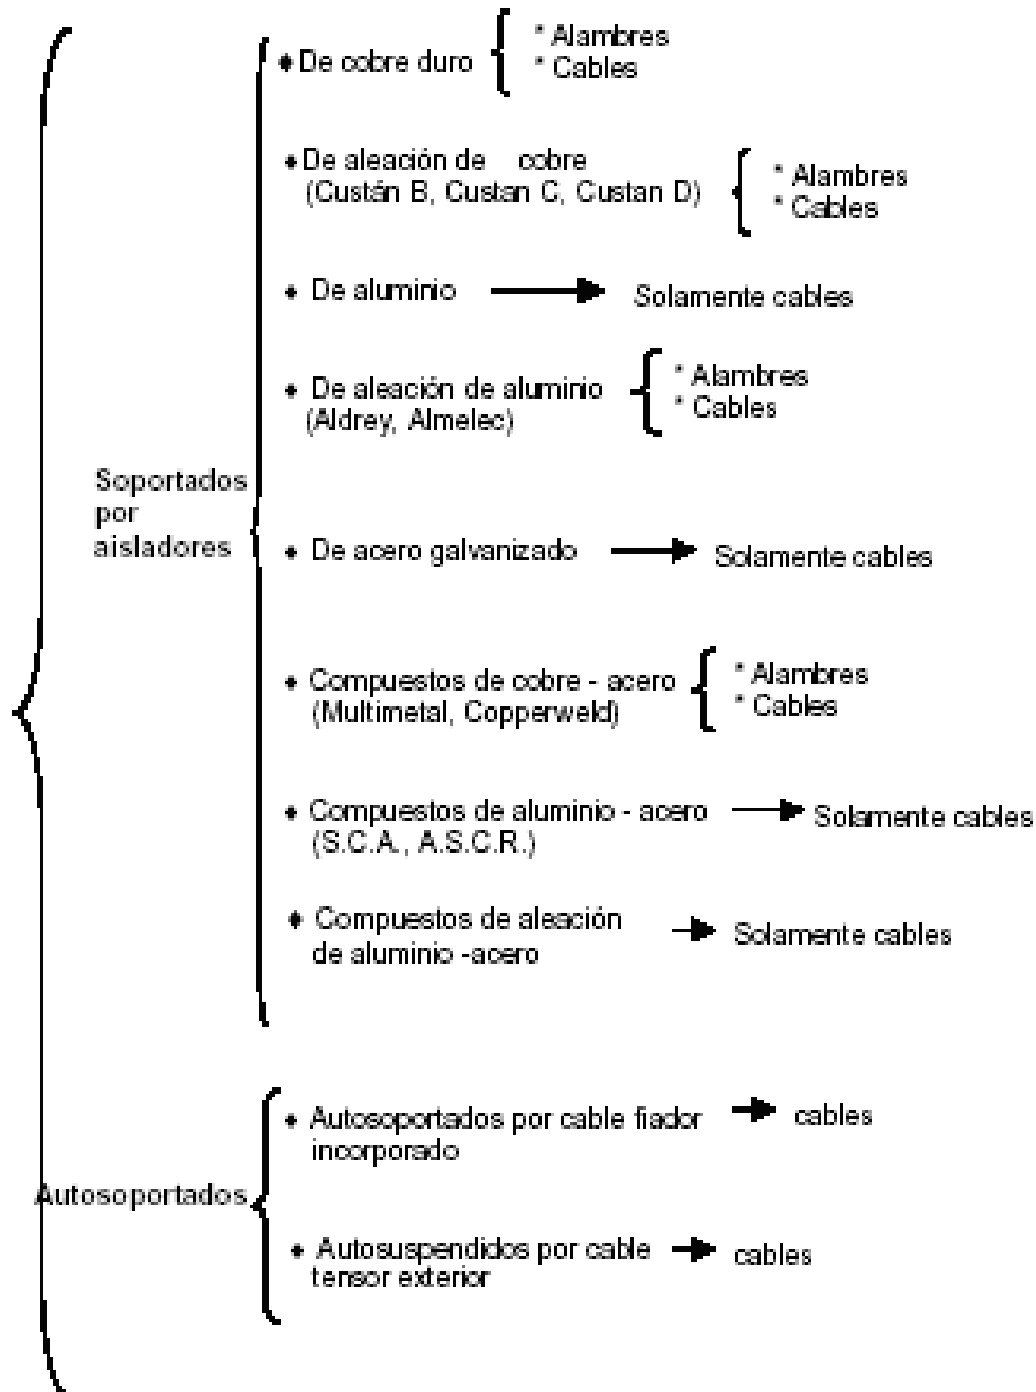 • De cobre duro
* Alambres
* Cables
• De aleación de cobre
(Custán B, Custan C, Custan D)
* Alambres
* Cables
• De aluminio
Solamente cables
• De aleación de aluminio
(Aldrey, Almelec)
* Alambres
* Cables
Soportados
por
aisladores
• De acero galvanizado
Solamente cables
• Compuestos de cobre - acero
(Multimetal, Copperweld)
* Alambres
* Cables
• Compuestos de aluminio - acero
(S.C.A., A.S.C.R.)
Solamente cables
• Compuestos de aleación
de aluminio -acero
Solamente cables
Autosoportados
• Autosoportados por cable fiador
incorporado
cables
• Autosuspendidos por cable
tensor exterior
cables